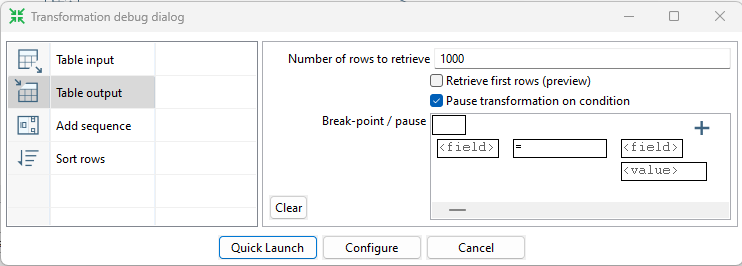 Transformation debug dialog
Table input
Table output
Add sequence
Sort rows
Number of rows to retrieve 1000
Retrieve first rows (preview)
Pause transformation on condition
Break-point / pause
<field> = <field>
<value>
Clear
Quick Launch Configure Cancel